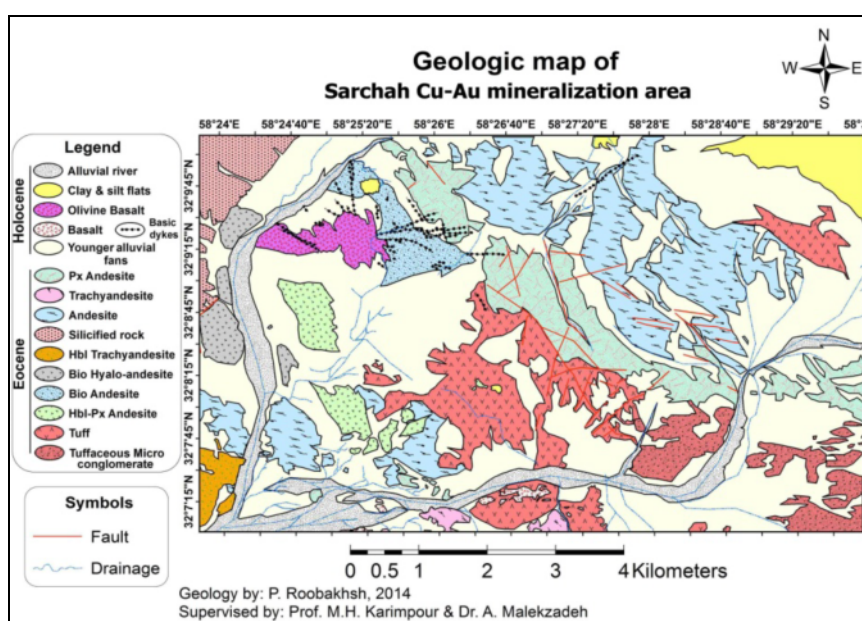 Geologic map of
Sarchah Cu-Au mineralization area
N
W E
S
58°24'E 58°24'40"E 58°25'20"E 58°26'E 58°26'40"E 58°27'20"E 58°28'E 58°28'40"E 58°29'20"E
Legend
Holocene
Alluvial river
Clay & silt flats
Olivine Basalt
Basalt
Basic
dykes
Younger alluvial
fans
Eocene
Px Andesite
Trachyandesite
Andesite
Silicified rock
Hbl Trachyandesite
Bio Hyalo-andesite
Bio Andesite
Hbl-Px Andesite
Tuff
Tuffaceous Micro
conglomerate
32°9'45"N
32°9'15"N
32°8'45"N
32°8'15"N
32°7'45"N
32°7'15"N
Symbols
Fault
Drainage
0 0.5 1 2 3 4 Kilometers
Geology by: P. Roobakhsh, 2014
Supervised by: Prof. M.H. Karimpour & Dr. A. Malekzadeh